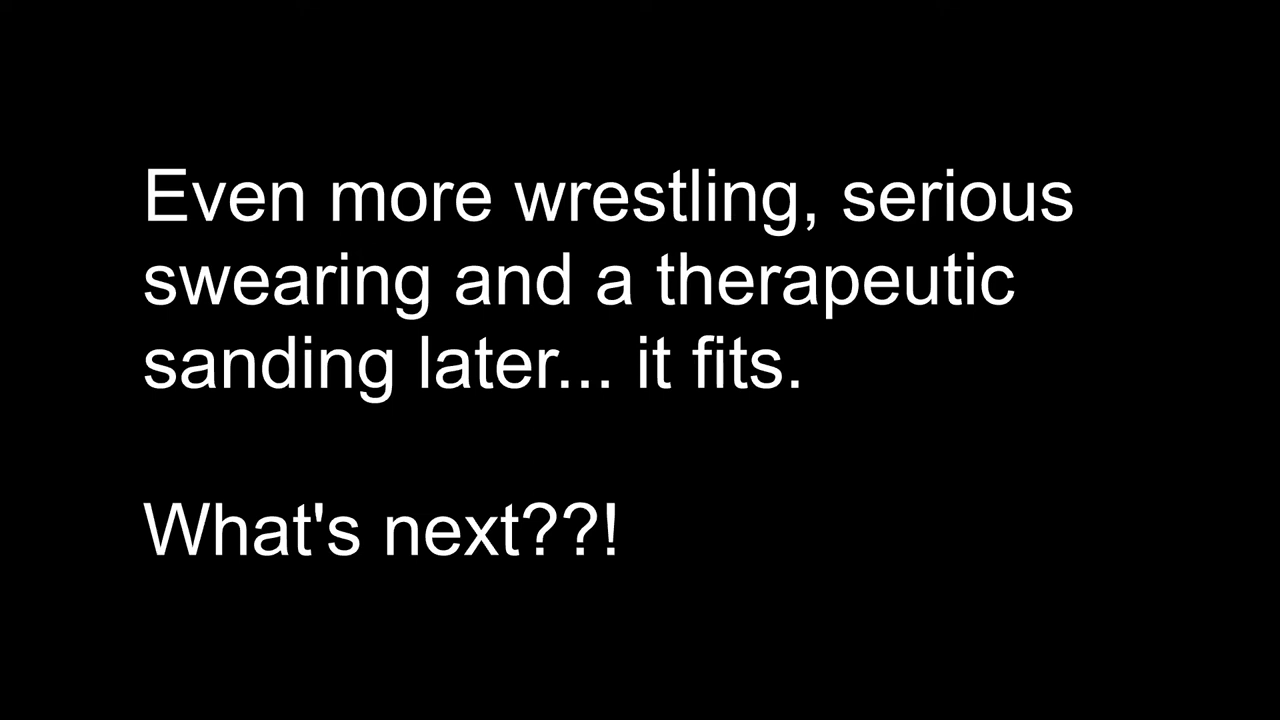 Even more wrestling, serious
swearing and a therapeutic
sanding later... it fits.
What's next??!